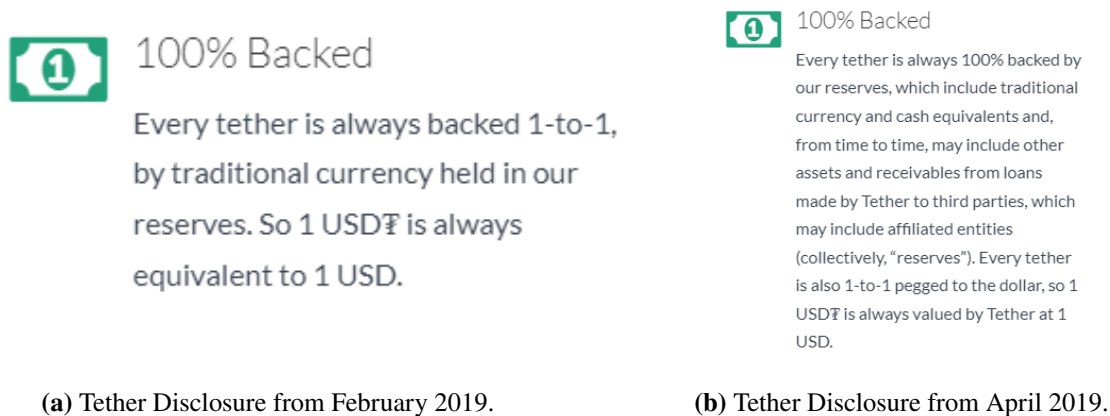 1
100% Backed
Every tether is always backed 1-to-1,
by traditional currency held in our
reserves. So 1 USD₮ is always
equivalent to 1 USD.
(a) Tether Disclosure from February 2019.
1
100% Backed
Every tether is always 100% backed by
our reserves, which include traditional
currency and cash equivalents and,
from time to time, may include other
assets and receivables from loans
made by Tether to third parties, which
may include affiliated entities
(collectively, “reserves”). Every tether
is also 1-to-1 pegged to the dollar, so 1
USD₮ is always valued by Tether at 1
USD.
(b) Tether Disclosure from April 2019.